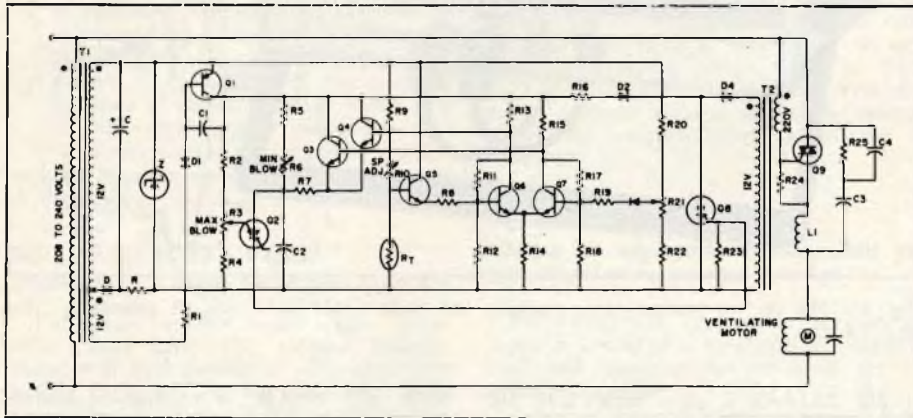 T1
208 TO 240 VOLTS
12V
12V
C
Z
D
R
Q1
C1
D1
R1
R2
MAX BLOW
R3
R4
R5
MIN BLOW
R6
R7
Q2
C2
Q3
Q4
R9
SP ADJ.
R10
Q5
RT
R8
R11
R12
R13
Q6
R14
R15
Q7
R17
R18
R19
R16
D2
R20
R21
R22
Q8
R23
D4
T2
12V
220V
R24
Q9
R25
C4
C3
L1
VENTILATING MOTOR
M